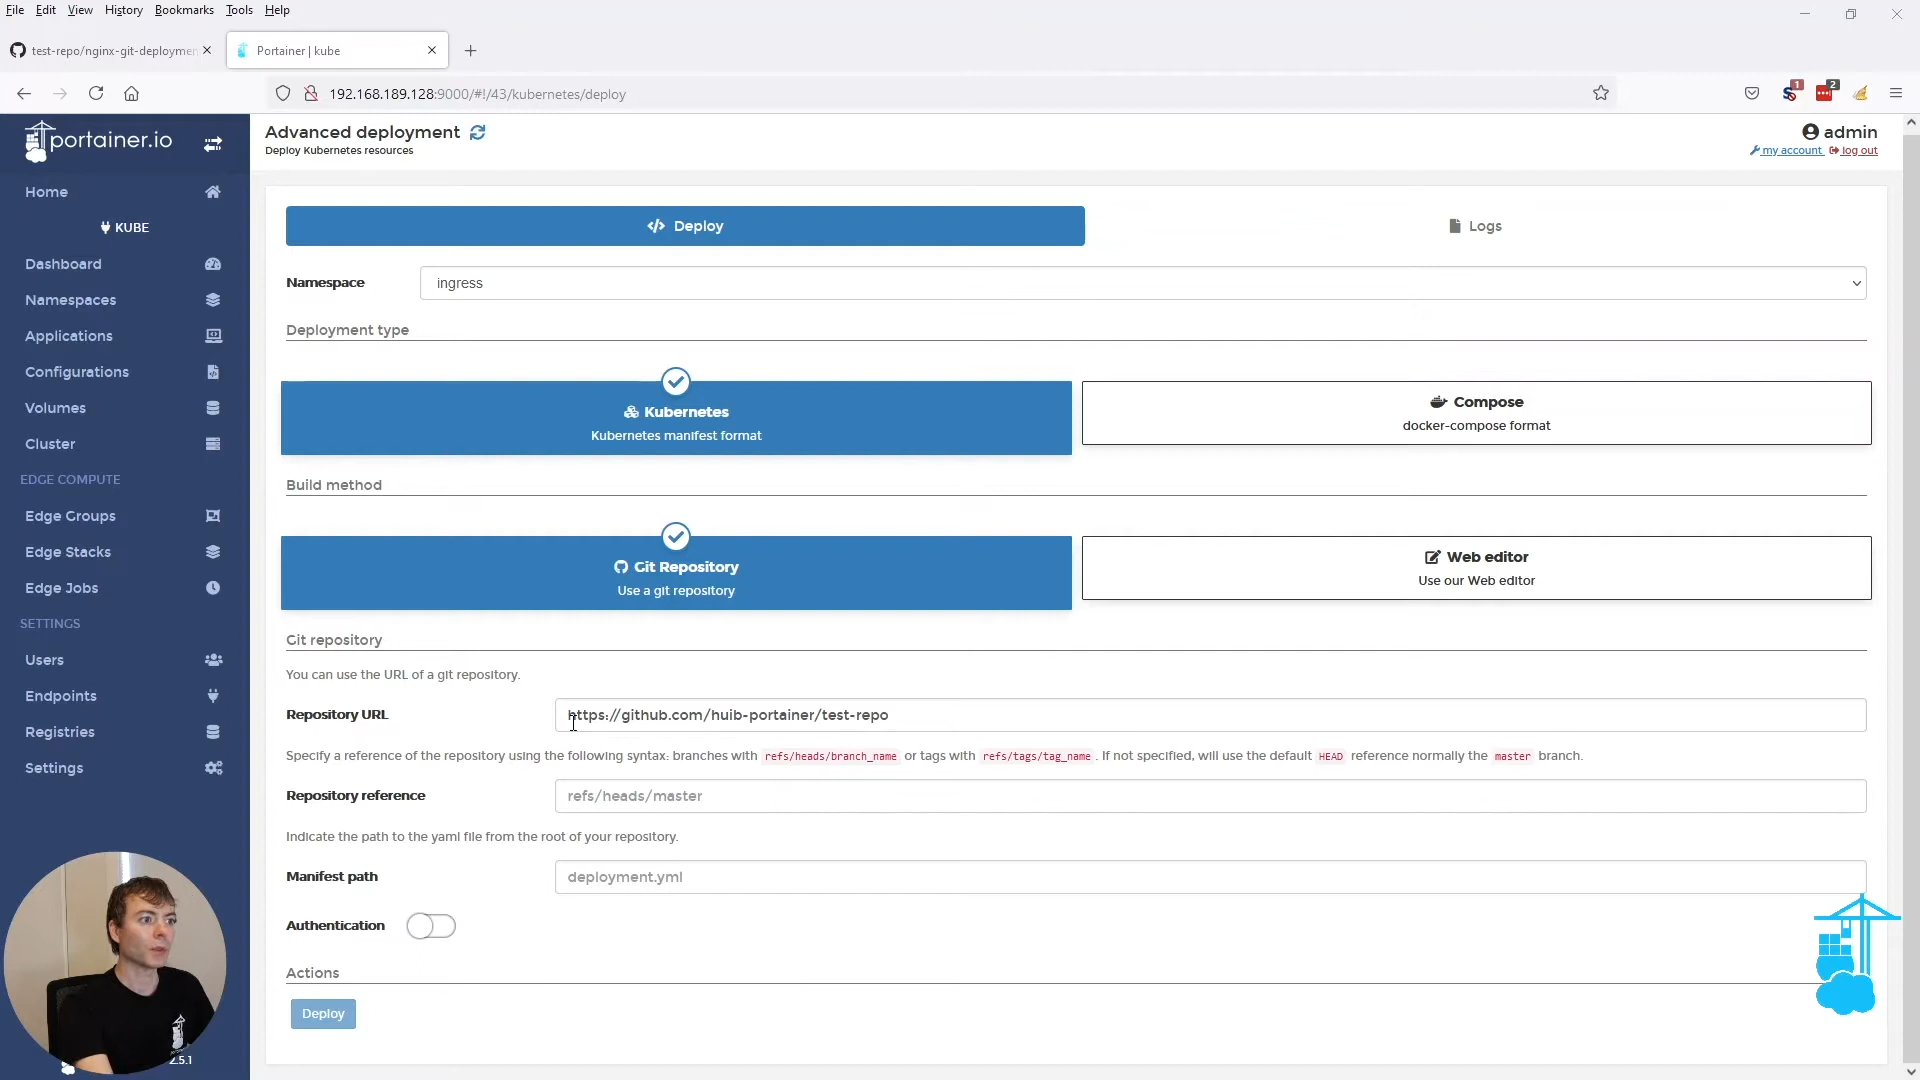 File Edit View History Bookmarks Tools Help
test-repo/nginx-git-deploymen
Portainer | kube
192.168.189.128:9000/#!/43/kubernetes/deploy
1
2
portainer.io
Advanced deployment
Deploy Kubernetes resources
admin
my account log out
Home
KUBE
Dashboard
Namespaces
Applications
Configurations
Volumes
Cluster
EDGE COMPUTE
Edge Groups
Edge Stacks
Edge Jobs
SETTINGS
Users
Endpoints
Registries
Settings
2.5.1
Deploy
Logs
Namespace ingress
Deployment type
Kubernetes
Kubernetes manifest format
Compose
docker-compose format
Build method
Git Repository
Use a git repository
Web editor
Use our Web editor
Git repository
You can use the URL of a git repository.
Repository URL https://github.com/huib-portainer/test-repo
Specify a reference of the repository using the following syntax: branches with refs/heads/branch_name or tags with refs/tags/tag_name . If not specified, will use the default HEAD reference normally the master branch.
Repository reference refs/heads/master
Indicate the path to the yaml file from the root of your repository.
Manifest path deployment.yml
Authentication
Actions
Deploy